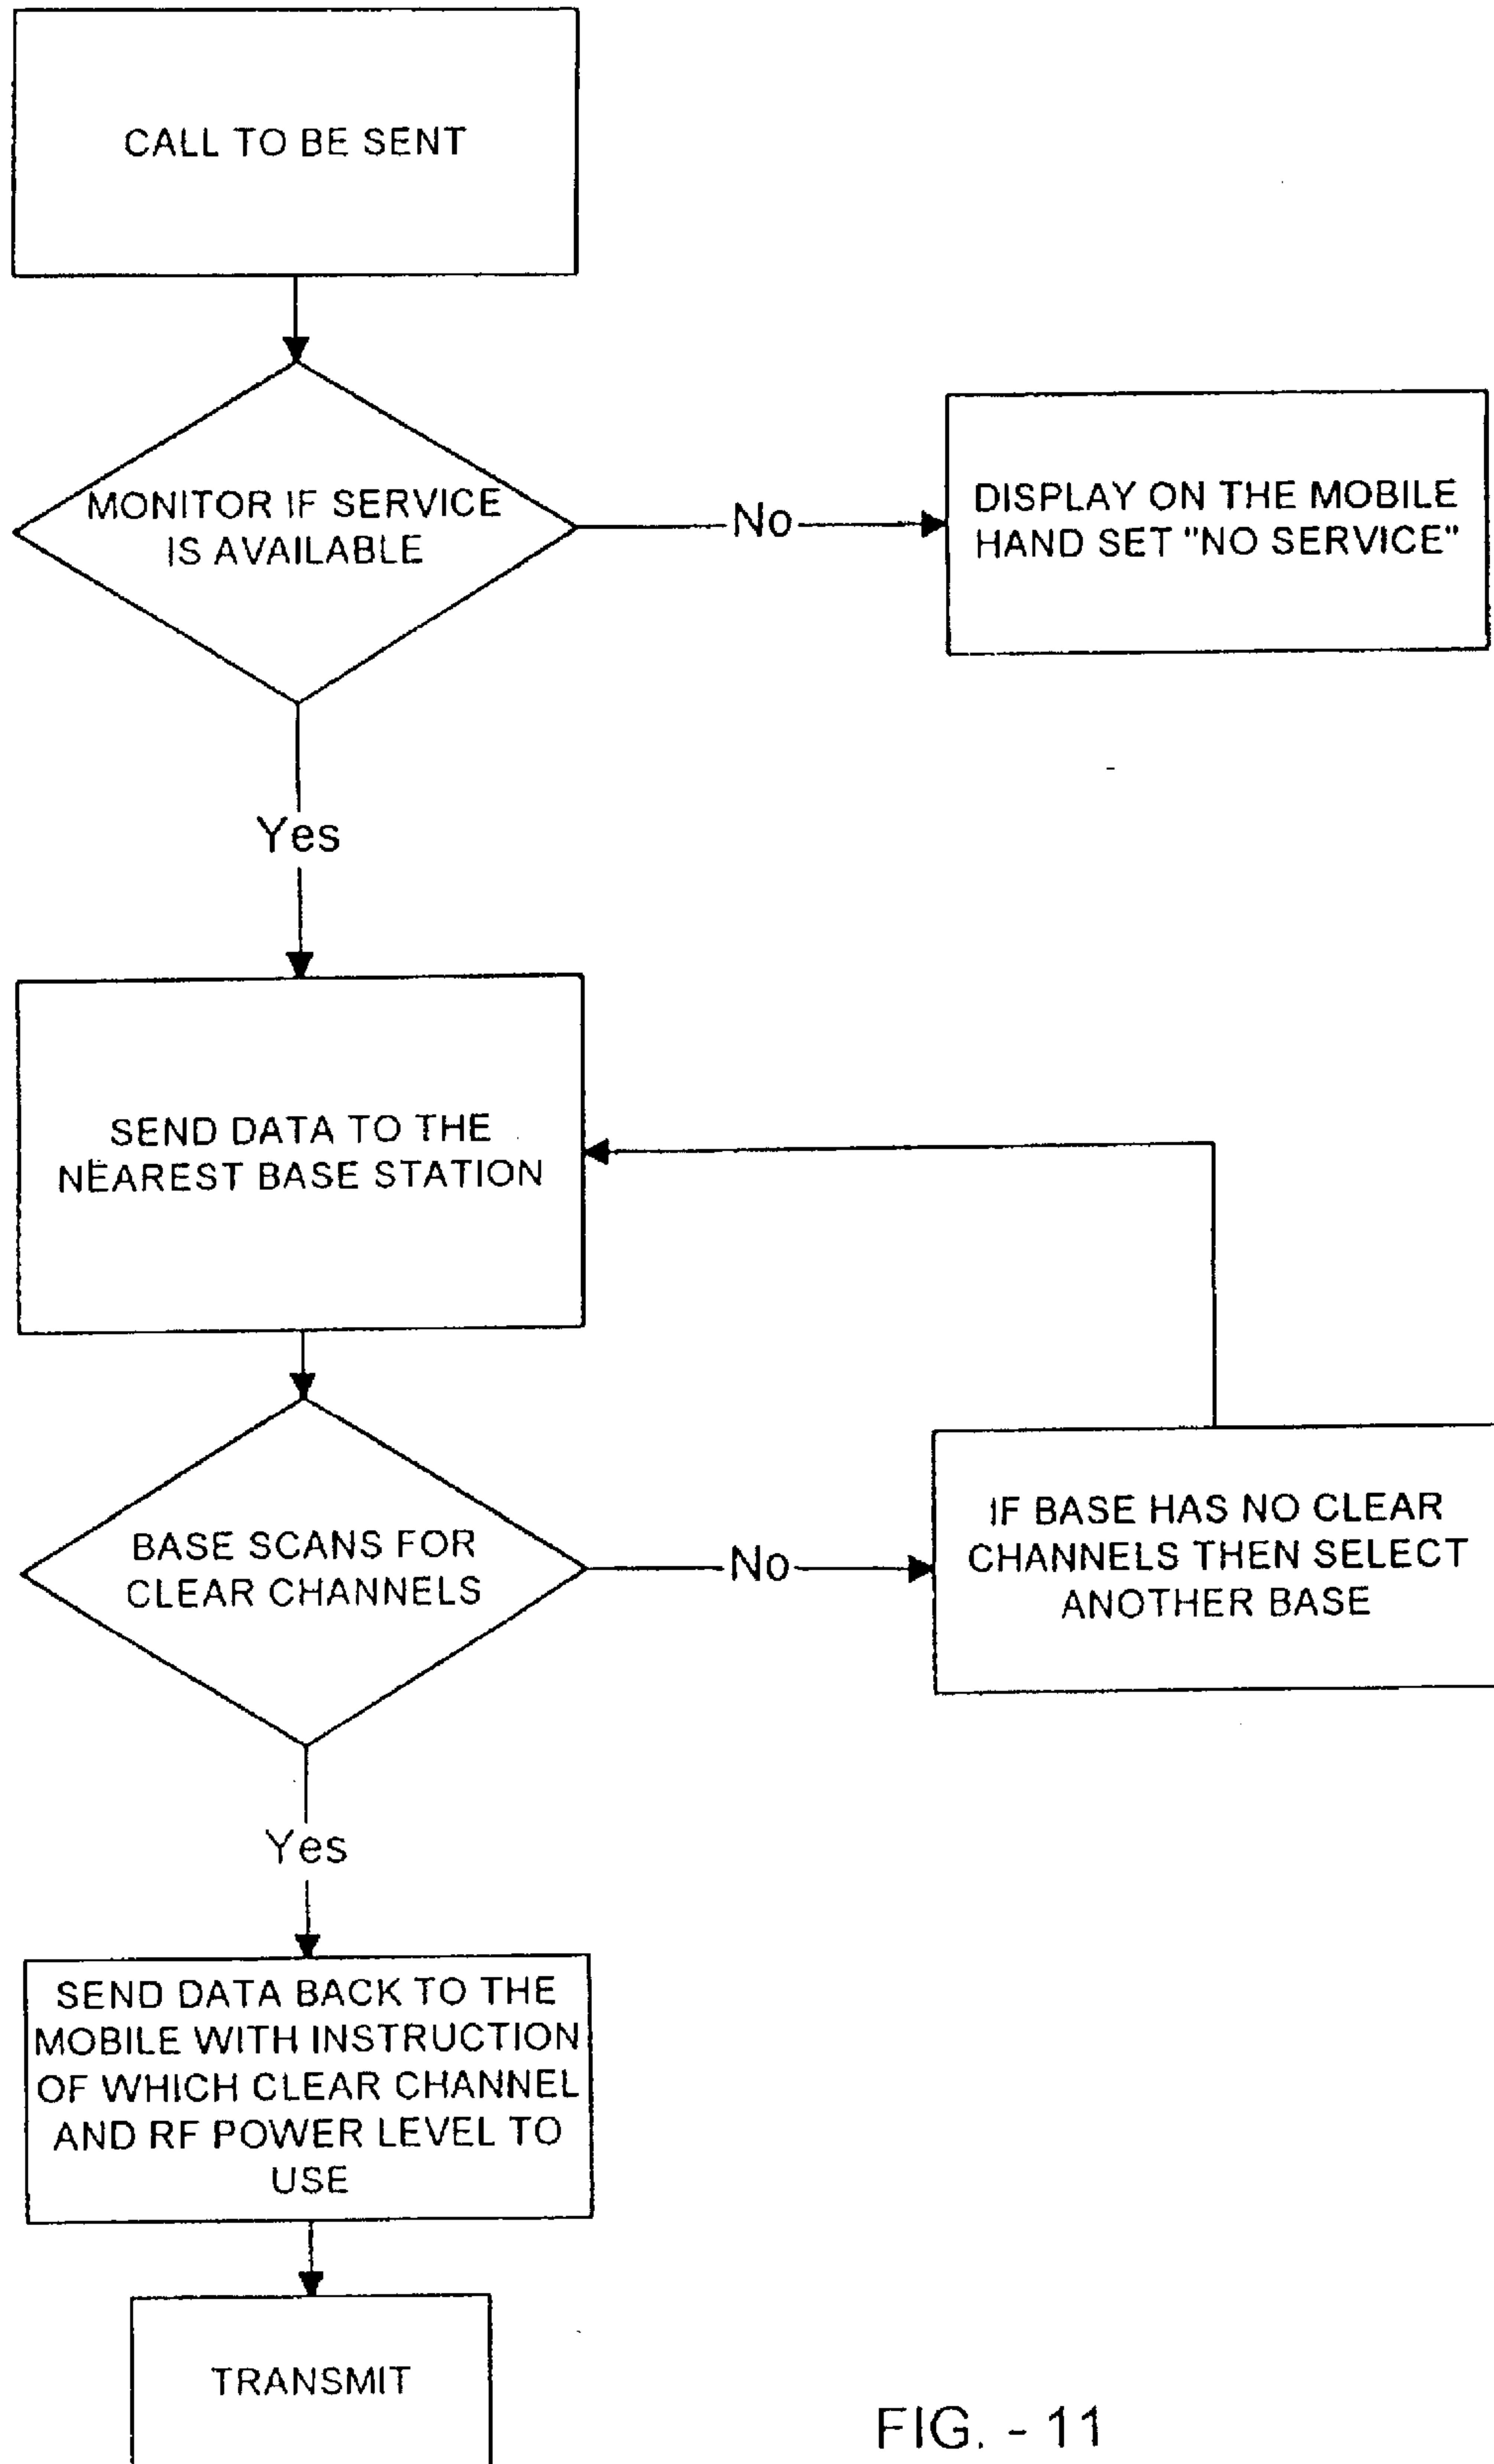 CALL TO BE SENT
MONITOR IF SERVICE
IS AVAILABLE
No
DISPLAY ON THE MOBILE
HAND SET "NO SERVICE"
Yes
SEND DATA TO THE
NEAREST BASE STATION
BASE SCANS FOR
CLEAR CHANNELS
No
IF BASE HAS NO CLEAR
CHANNELS THEN SELECT
ANOTHER BASE
Yes
SEND DATA BACK TO THE
MOBILE WITH INSTRUCTION
OF WHICH CLEAR CHANNEL
AND RF POWER LEVEL TO
USE
TRANSMIT
FIG. - 11